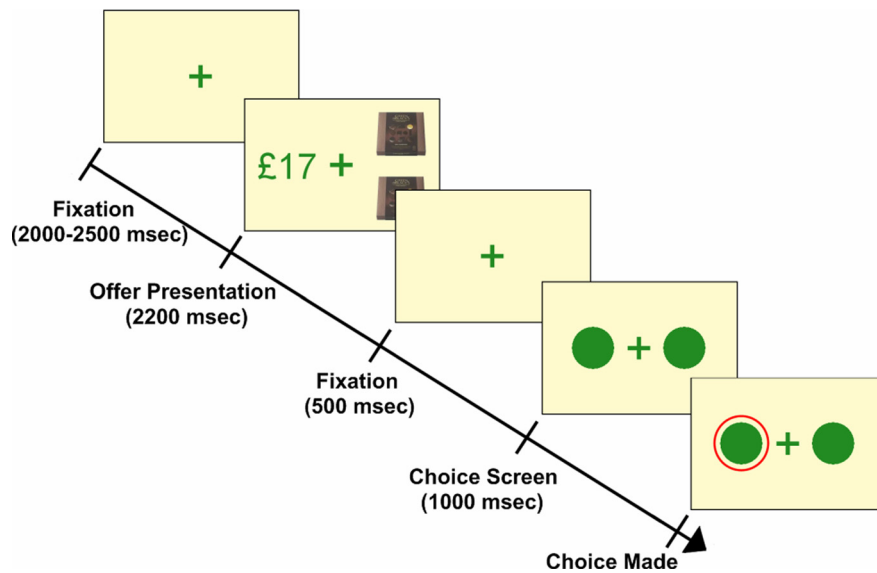 £17 +
Fixation
(2000-2500 msec)
Offer Presentation
(2200 msec)
Fixation
(500 msec)
Choice Screen
(1000 msec)
Choice Made